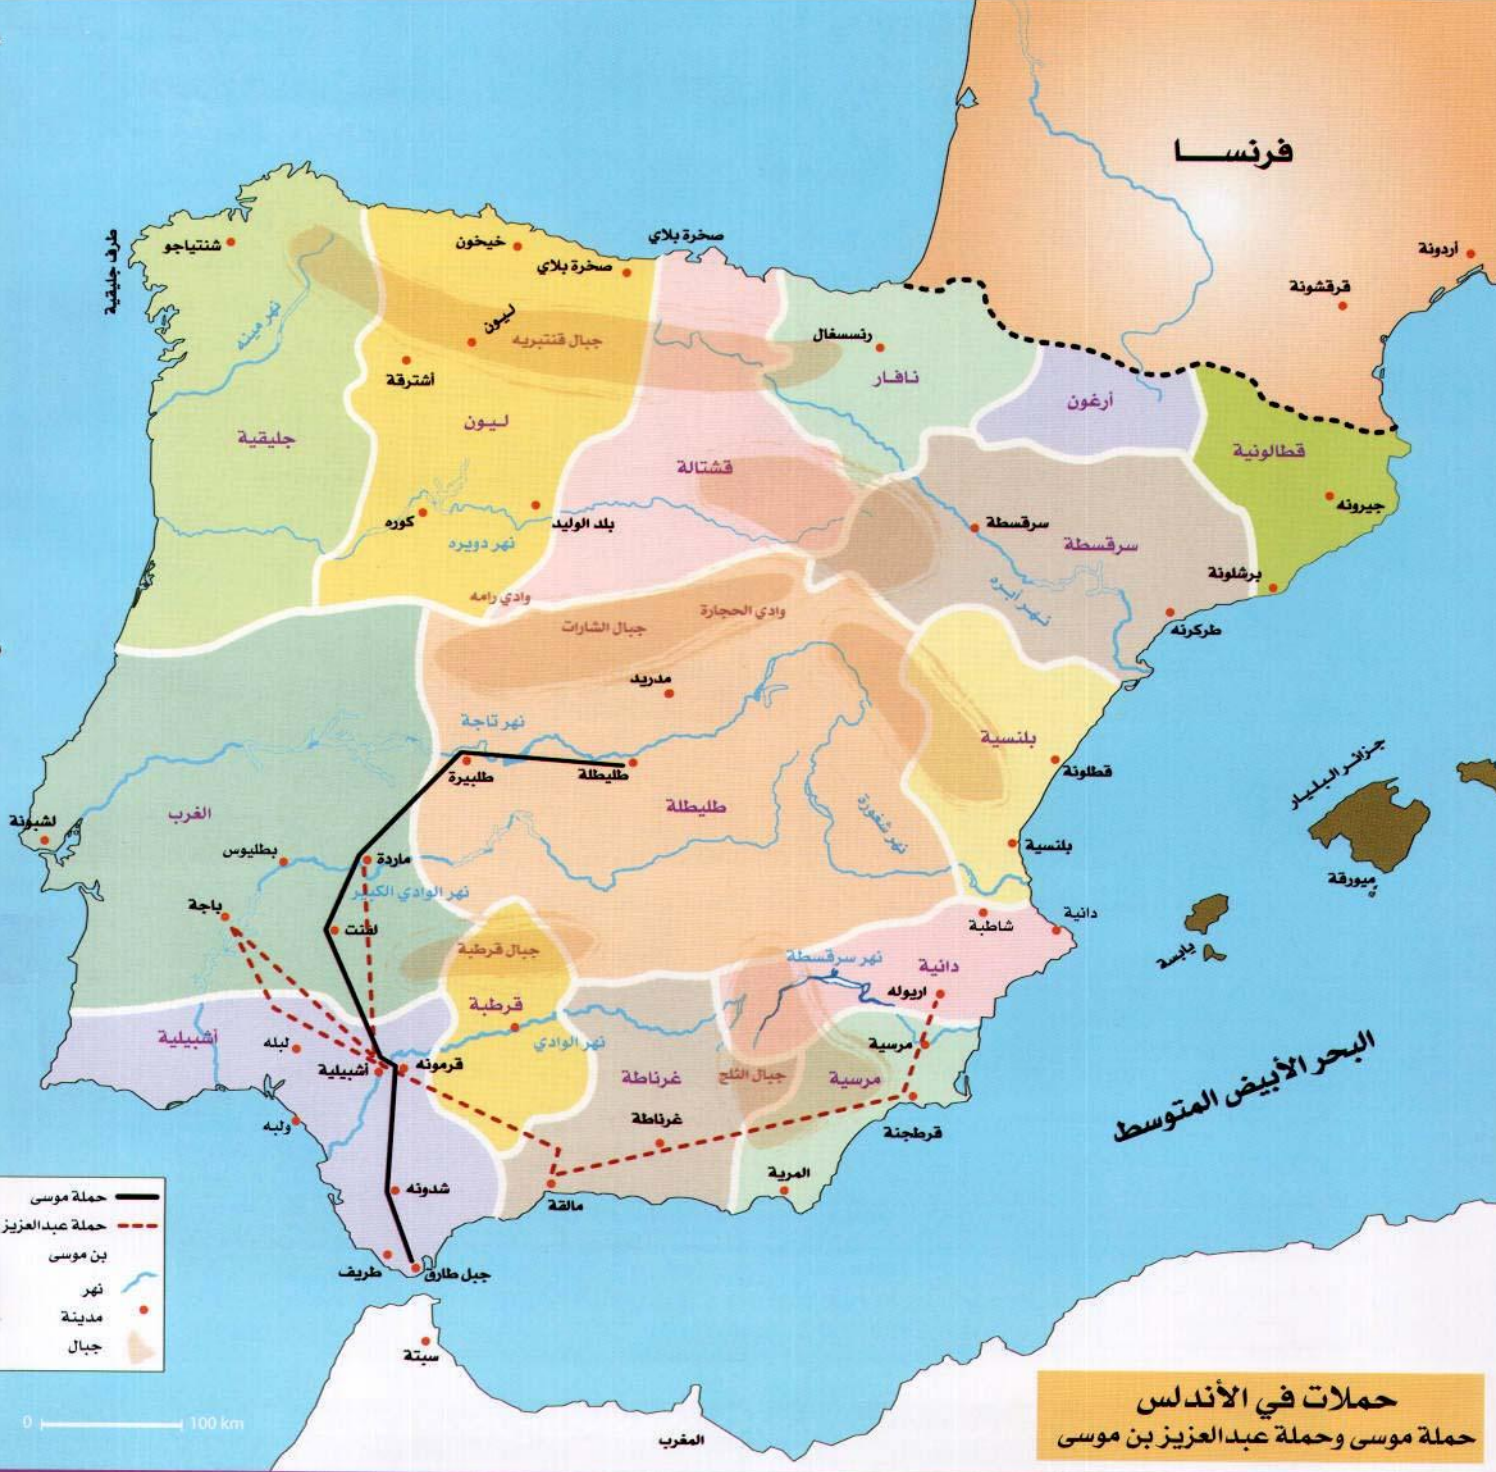 فرنسا
أردونة
قرقشونة
طرف جليقية
شنتياجو
خيخون
صخرة بلاي
صخرة بلاي
نهر مينه
ليون
جبال قنتبريه
رنسسغال
أشترقة
نافار
أرغون
ليون
جليقية
قشتالة
قطالونية
جيرونه
كوره
بلد الوليد
سرقسطة
سرقسطة
نهر دويره
برشلونة
نهر ابره
وادي رامه
وادي الحجارة
جبال الشارات
طركرنه
مدريد
نهر تاجة
بلنسية
جزائر البليار
طلبيرة
طليطلة
قطلونة
الغرب
طليطلة
نهر شغورة
لشبونة
بطليوس
ماردة
بلنسية
ميورقة
نهر الوادي الكبير
باجة
لقنت
شاطبة
دانية
جبال قرطبة
نهر سرقسطة
دانية
يابسة
اريوله
قرطبة
أشبيلية
لبله
نهر الوادي
مرسية
قرمونه
أشبيلية
غرناطة
جبال الثلج
مرسية
البحر الأبيض المتوسط
ولبه
غرناطة
قرطجنة
شدونه
مالقة
المرية
حملة موسى
حملة عبدالعزيز
بن موسى
نهر
مدينة
جبال
طريف
جبل طارق
سبتة
0 100 km
المغرب
حملات في الأندلس
حملة موسى وحملة عبدالعزيز بن موسى